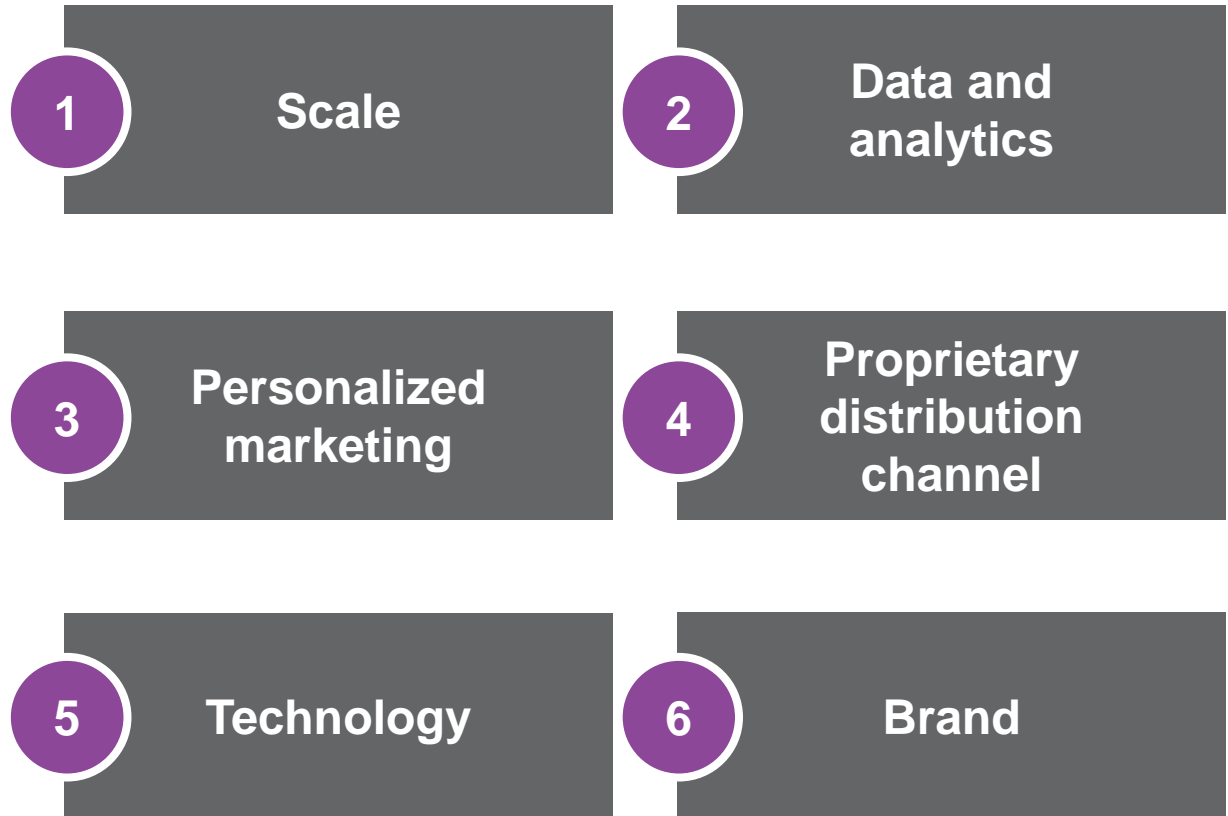 1
Scale
2
Data and
analytics
3
Personalized
marketing
4
Proprietary
distribution
channel
5
Technology
6
Brand